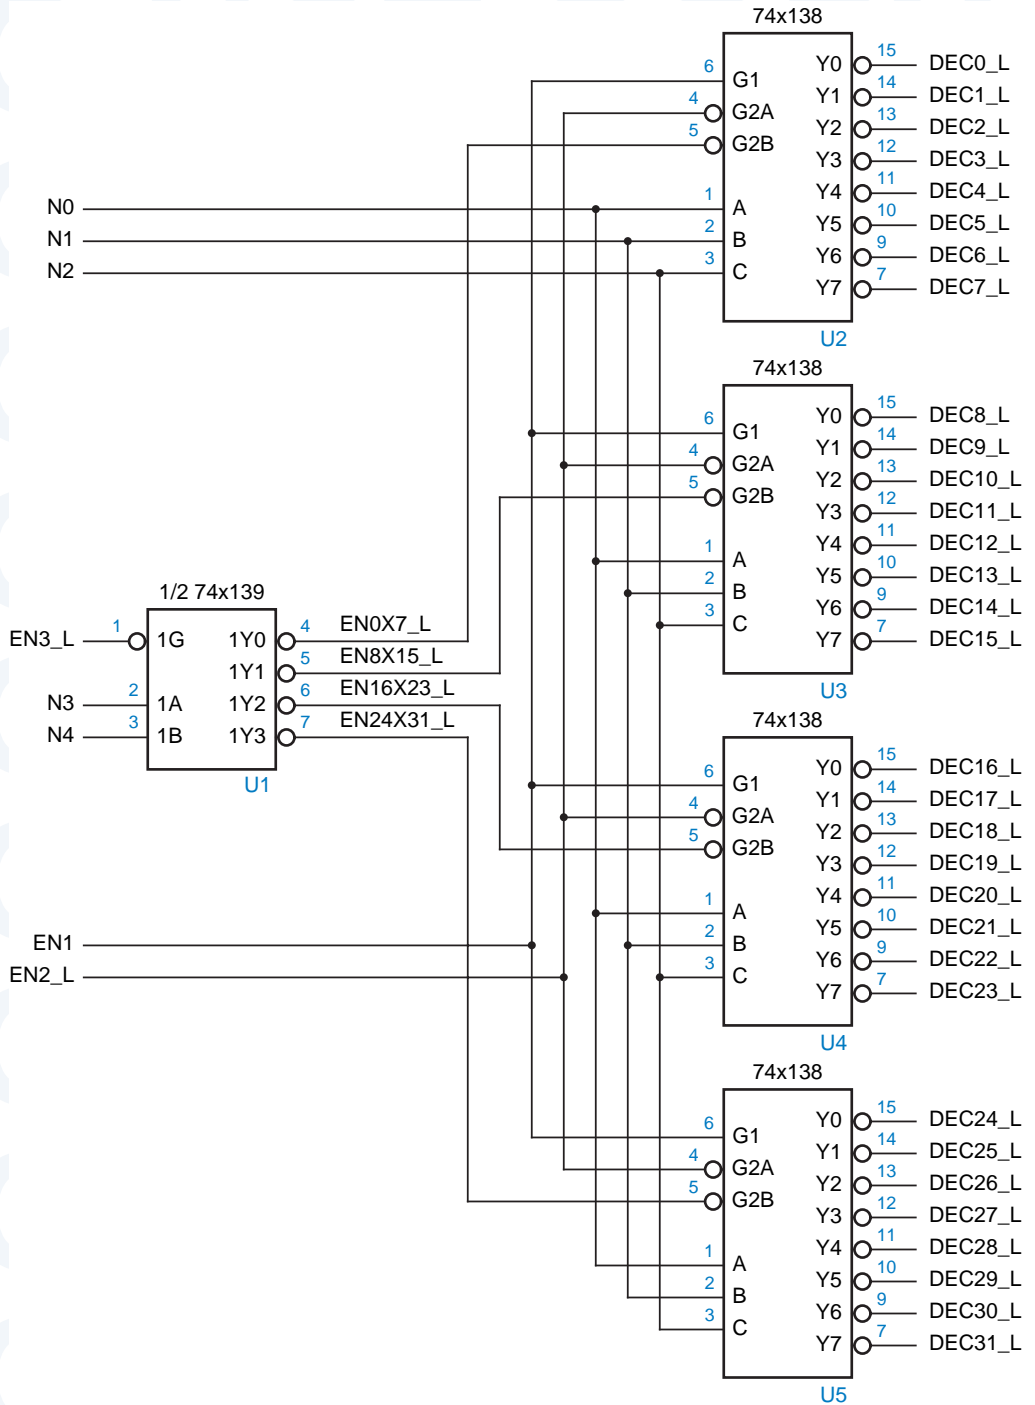 74x138
6 G1 Y0 15 DEC0_L
4 G2A Y1 14 DEC1_L
5 G2B Y2 13 DEC2_L
Y3 12 DEC3_L
N0 1 A Y4 11 DEC4_L
N1 2 B Y5 10 DEC5_L
N2 3 C Y6 9 DEC6_L
Y7 7 DEC7_L
U2
74x138
6 G1 Y0 15 DEC8_L
4 G2A Y1 14 DEC9_L
5 G2B Y2 13 DEC10_L
Y3 12 DEC11_L
1 A Y4 11 DEC12_L
2 B Y5 10 DEC13_L
3 C Y6 9 DEC14_L
Y7 7 DEC15_L
U3
1/2 74x139
EN3_L 1 1G 1Y0 4 EN0X7_L
1Y1 5 EN8X15_L
N3 2 1A 1Y2 6 EN16X23_L
N4 3 1B 1Y3 7 EN24X31_L
U1
74x138
6 G1 Y0 15 DEC16_L
4 G2A Y1 14 DEC17_L
5 G2B Y2 13 DEC18_L
Y3 12 DEC19_L
1 A Y4 11 DEC20_L
EN1 2 B Y5 10 DEC21_L
EN2_L 3 C Y6 9 DEC22_L
Y7 7 DEC23_L
U4
74x138
6 G1 Y0 15 DEC24_L
4 G2A Y1 14 DEC25_L
5 G2B Y2 13 DEC26_L
Y3 12 DEC27_L
1 A Y4 11 DEC28_L
2 B Y5 10 DEC29_L
3 C Y6 9 DEC30_L
Y7 7 DEC31_L
U5